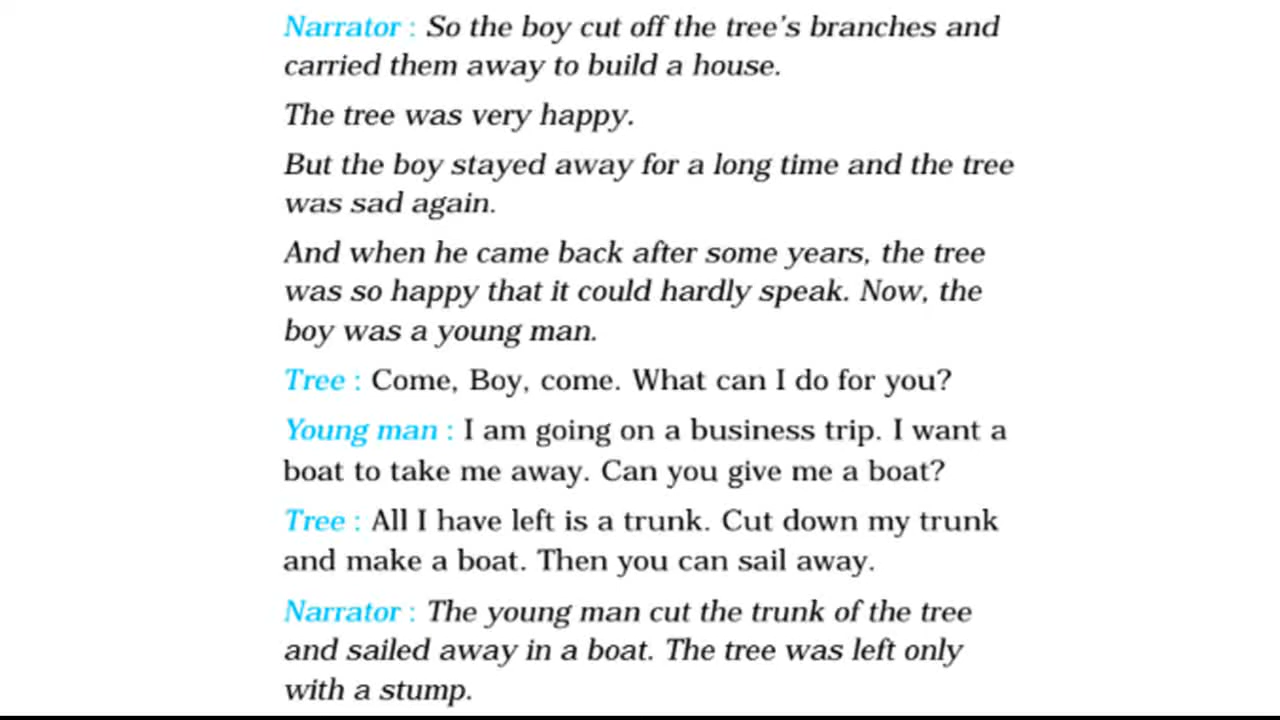 Narrator : So the boy cut off the tree's branches and
carried them away to build a house.
The tree was very happy.
But the boy stayed away for a long time and the tree
was sad again.
And when he came back after some years, the tree
was so happy that it could hardly speak. Now, the
boy was a young man.
Tree : Come, Boy, come. What can I do for you?
Young man : I am going on a business trip. I want a
boat to take me away. Can you give me a boat?
Tree : All I have left is a trunk. Cut down my trunk
and make a boat. Then you can sail away.
Narrator : The young man cut the trunk of the tree
and sailed away in a boat. The tree was left only
with a stump.